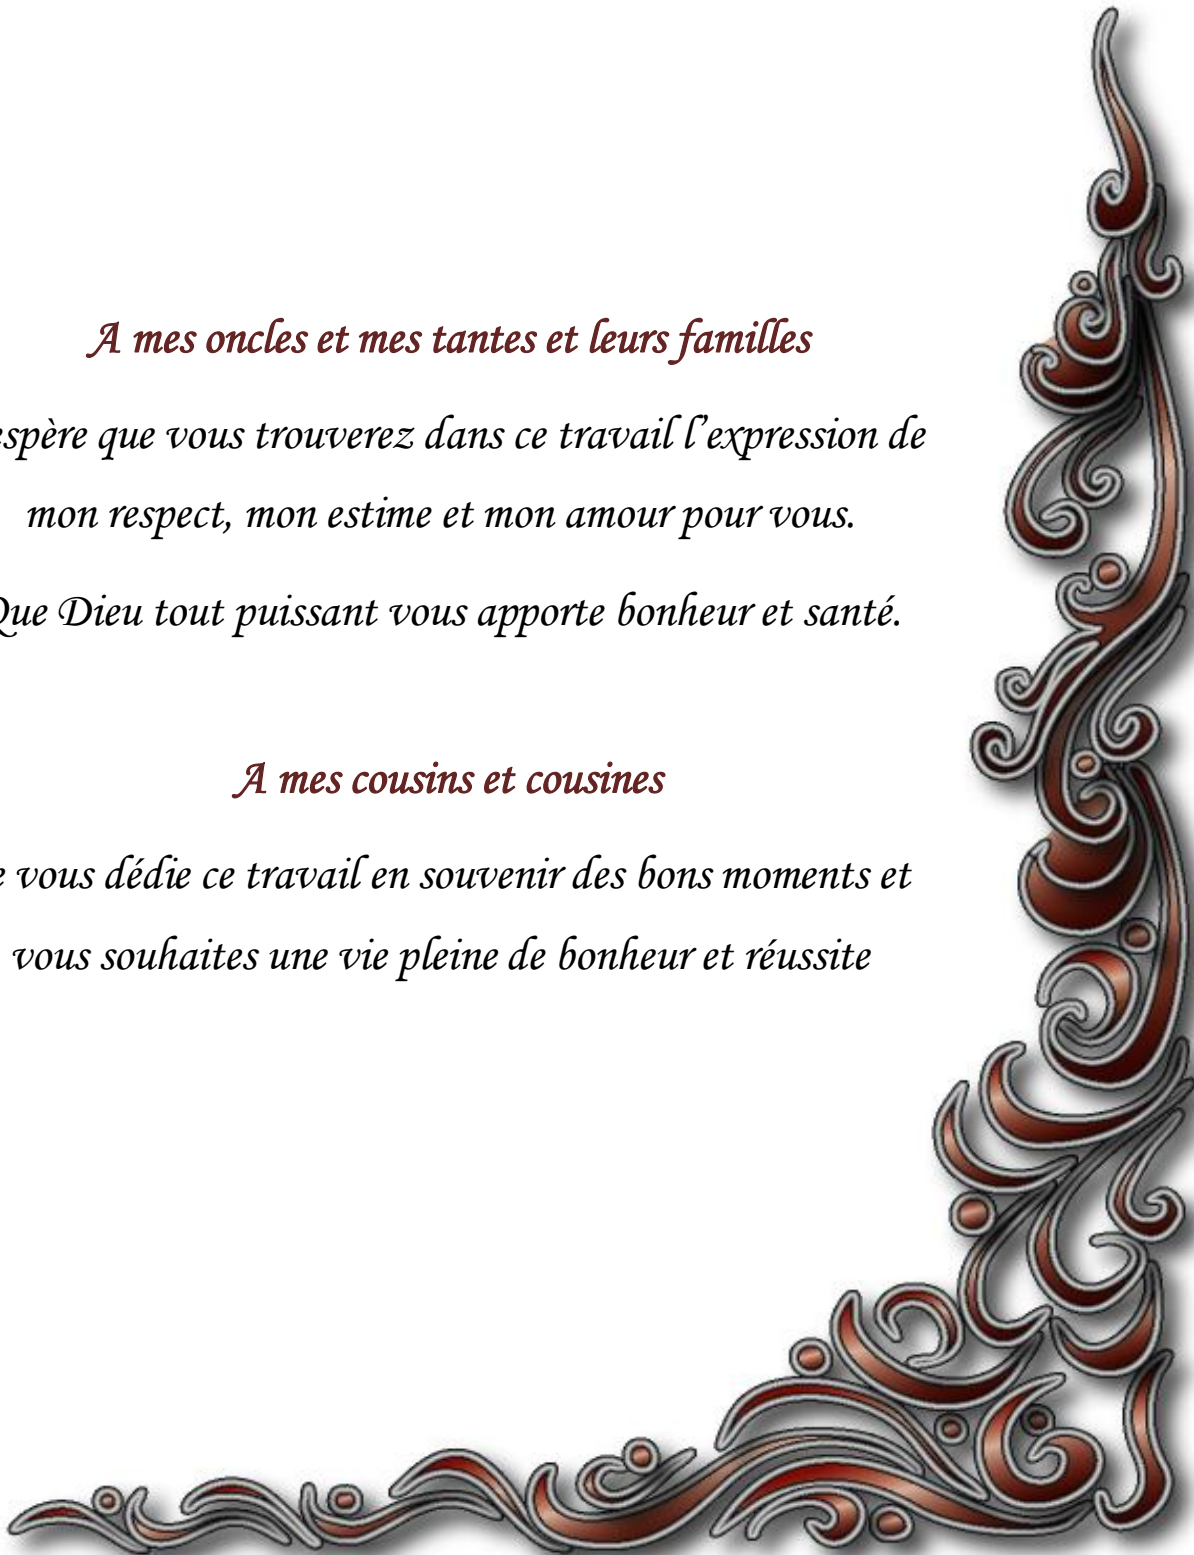 A mes oncles et mes tantes et leurs familles
espère que vous trouverez dans ce travail l’expression de
mon respect, mon estime et mon amour pour vous.
Que Dieu tout puissant vous apporte bonheur et santé.
A mes cousins et cousines
e vous dédie ce travail en souvenir des bons moments et
vous souhaites une vie pleine de bonheur et réussite